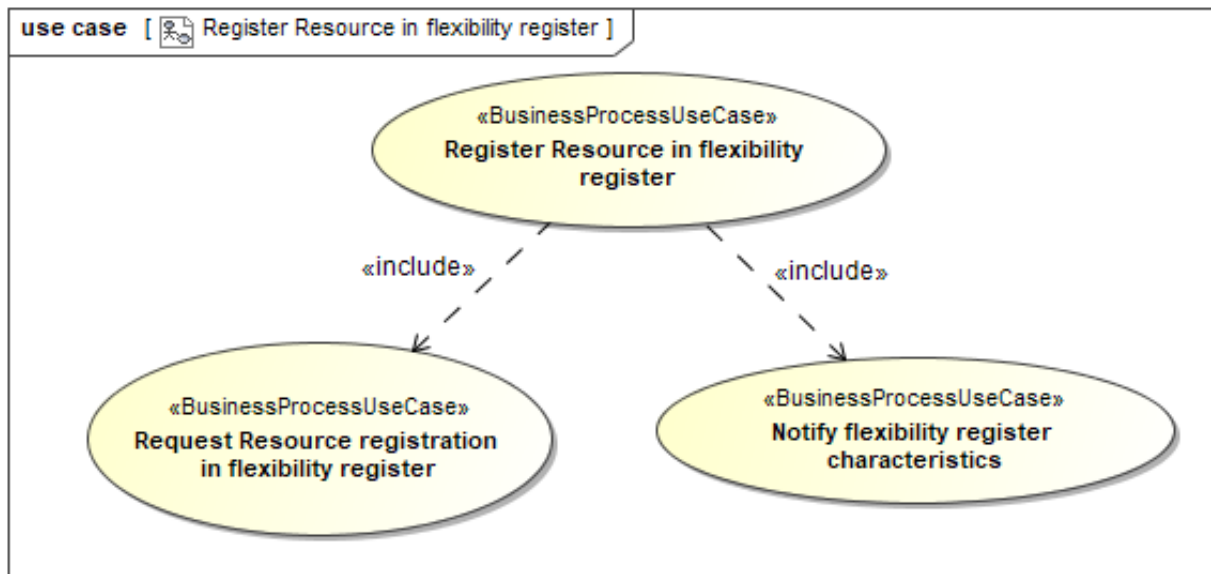 use case [ Register Resource in flexibility register ]
«BusinessProcessUseCase»
Register Resource in flexibility
register
«include»
«include»
«BusinessProcessUseCase»
Request Resource registration
in flexibility register
«BusinessProcessUseCase»
Notify flexibility register
characteristics